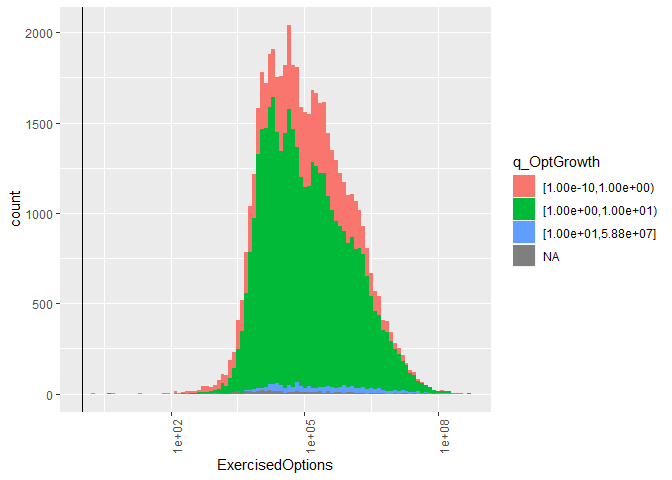 2000
1500
1000
500
0
count
1e+02
1e+05
1e+08
ExercisedOptions
q_OptGrowth
[1.00e-10,1.00e+00)
[1.00e+00,1.00e+01)
[1.00e+01,5.88e+07]
NA